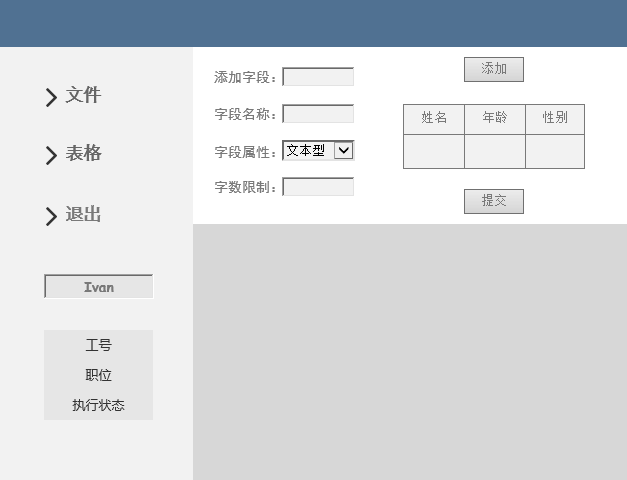 文件
表格
退出
Ivan
工号
职位
执行状态
添加字段：
字段名称：
字段属性： 文本型
字数限制：
添加
姓名 年龄 性别
提交